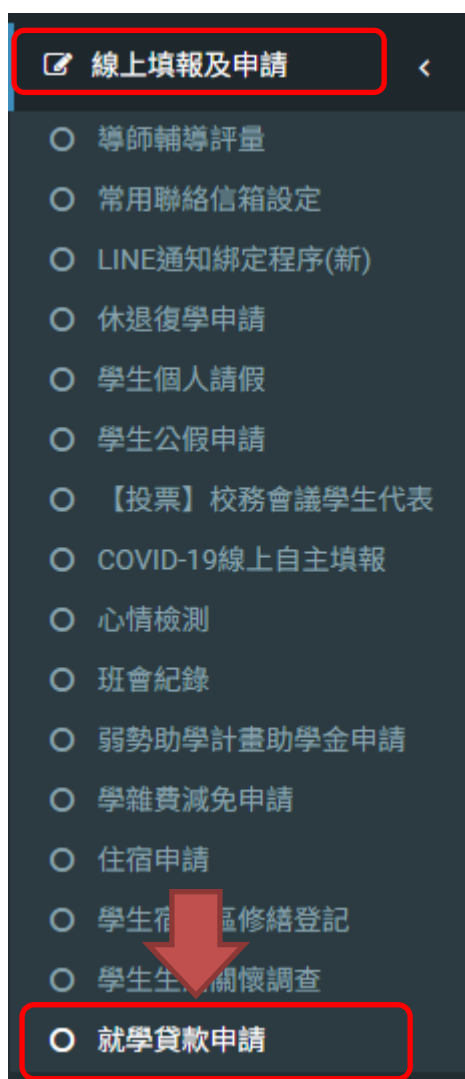 線上填報及申請
導師輔導評量
常用聯絡信箱設定
LINE通知綁定程序(新)
休退復學申請
學生個人請假
學生公假申請
【投票】校務會議學生代表
COVID-19線上自主填報
心情檢測
班會紀錄
弱勢助學計畫助學金申請
學雜費減免申請
住宿申請
學生宿 區修繕登記
學生生 關懷調查
就學貸款申請